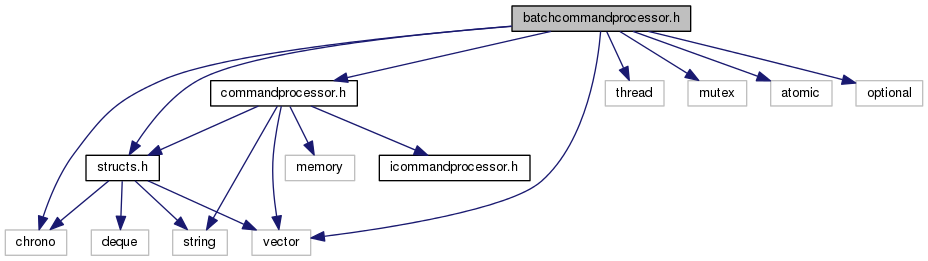 batchcommandprocessor.h
commandprocessor.h
thread
mutex
atomic
optional
structs.h
memory
icommandprocessor.h
chrono
deque
string
vector